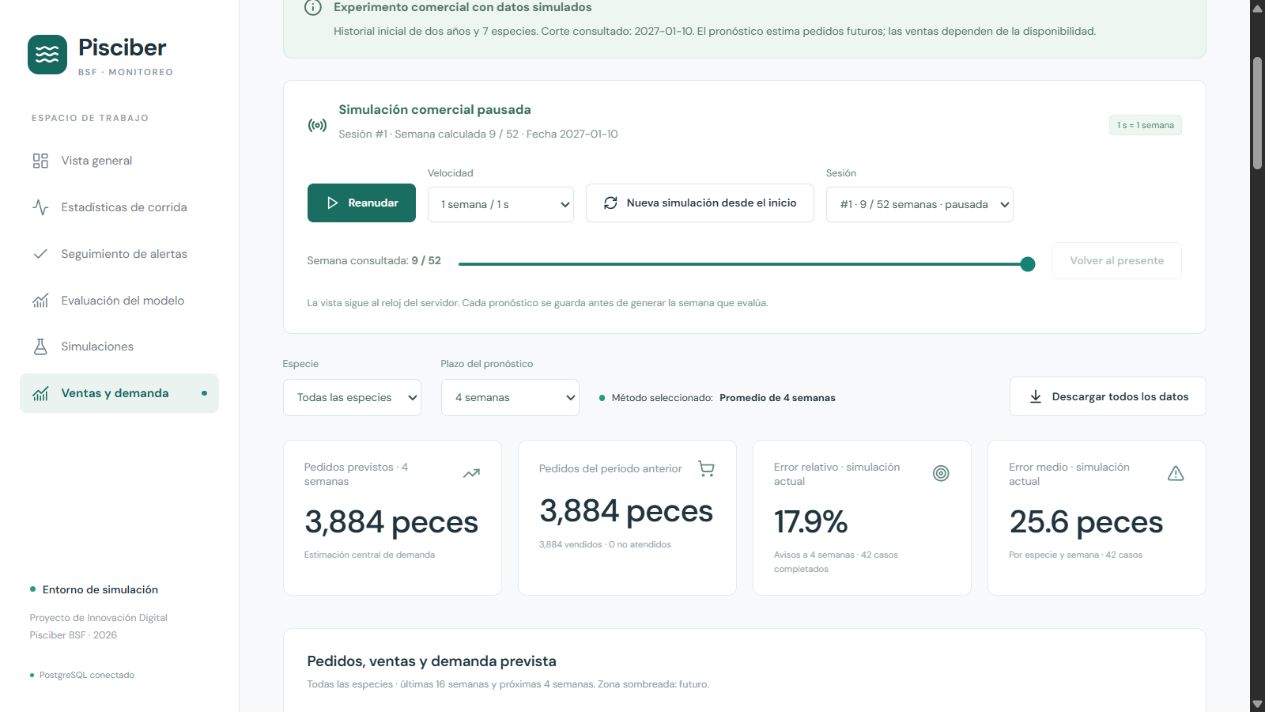 Pisciber
BSF · MONITOREO
ESPACIO DE TRABAJO
Vista general
Estadísticas de corrida
Seguimiento de alertas
Evaluación del modelo
Simulaciones
Ventas y demanda
Entorno de simulación
Proyecto de Innovación Digital
Pisciber BSF · 2026
PostgreSQL conectado
Experimento comercial con datos simulados
Historial inicial de dos años y 7 especies. Corte consultado: 2027-01-10. El pronóstico estima pedidos futuros; las ventas dependen de la disponibilidad.
Simulación comercial pausada
Sesión #1 · Semana calculada 9 / 52 · Fecha 2027-01-10
1 s = 1 semana
Velocidad
Sesión
Reanudar
1 semana / 1 s
Nueva simulación desde el inicio
#1 · 9 / 52 semanas · pausada
Semana consultada: 9 / 52
Volver al presente
La vista sigue al reloj del servidor. Cada pronóstico se guarda antes de generar la semana que evalúa.
Especie
Plazo del pronóstico
Todas las especies
4 semanas
Método seleccionado: Promedio de 4 semanas
Descargar todos los datos
Pedidos previstos · 4
semanas
3,884 peces
Estimación central de demanda
Pedidos del período anterior
3,884 peces
3,884 vendidos · 0 no atendidos
Error relativo · simulación
actual
17.9%
Avisos a 4 semanas · 42 casos
completados
Error medio · simulación
actual
25.6 peces
Por especie y semana · 42 casos
Pedidos, ventas y demanda prevista
Todas las especies · últimas 16 semanas y próximas 4 semanas. Zona sombreada: futuro.